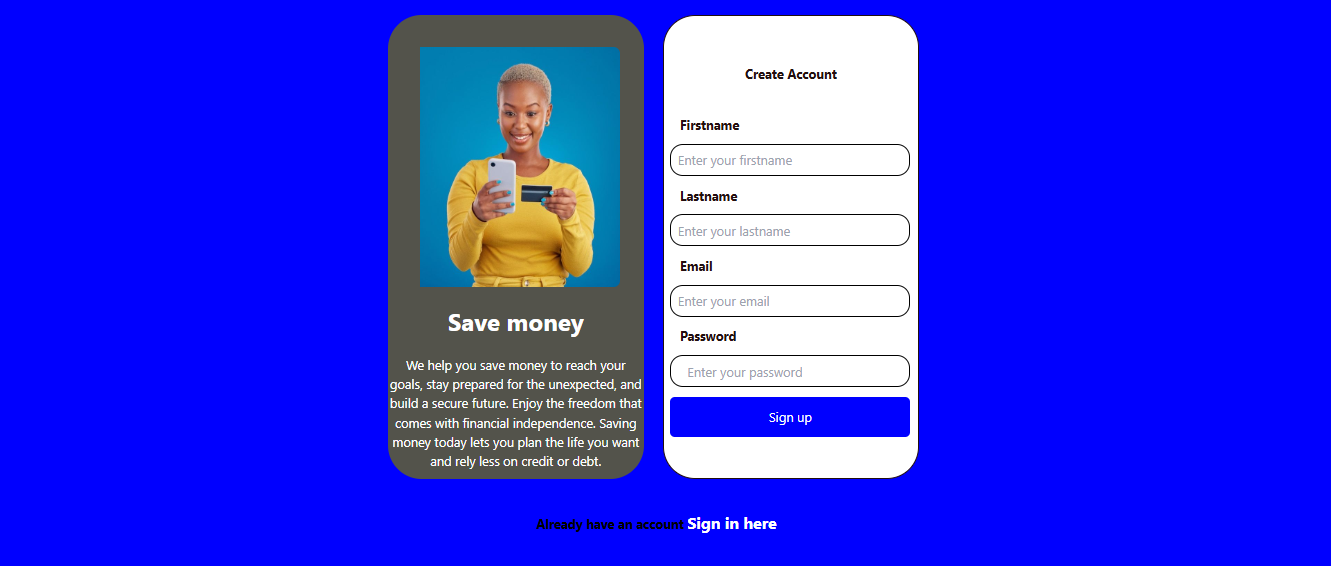 Save money
We help you save money to reach your
goals, stay prepared for the unexpected, and
build a secure future. Enjoy the freedom that
comes with financial independence. Saving
money today lets you plan the life you want
and rely less on credit or debt.
Create Account
Firstname
Enter your firstname
Lastname
Enter your lastname
Email
Enter your email
Password
Enter your password
Sign up
Already have an account Sign in here